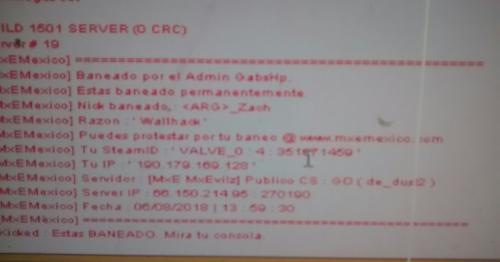 ILD 1501 SERVER (0 CRC)
rver # 19
MxEMexico] ==================================================
MxEMexico] Baneado por el Admin GabsHp.
MxEMexico] Estas baneado permanentemente.
MxEMexico] Nick baneado, : <ARG>_Zach
MxEMexico] Razon : ' Wallhack '
MxEMexico] Puedes protestar por tu baneo @ www.mxemexico.com
[MxEMexico] Tu SteamID : ' VALVE_0 : 4 : 351871459 '
[MxEMexico] Tu IP : ' 190.179.169.128 '
[MxEMexico] Servidor : [MxE MxEvilz] Publico CS : GO ( de_dust2 )
[MxEMexico] Server IP : 66.150.214.95 : 270190
[MxEMexico] Fecha : 06/08/2018 | 13 : 59 : 30
[MxEMexico] ==================================================
Kicked : Estas BANEADO. Mira tu consola.